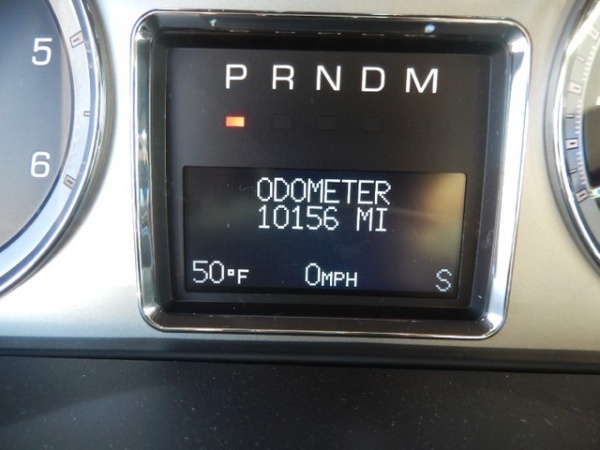 5
6
P R N D M
ODOMETER
10156 MI
50°F 0MPH S